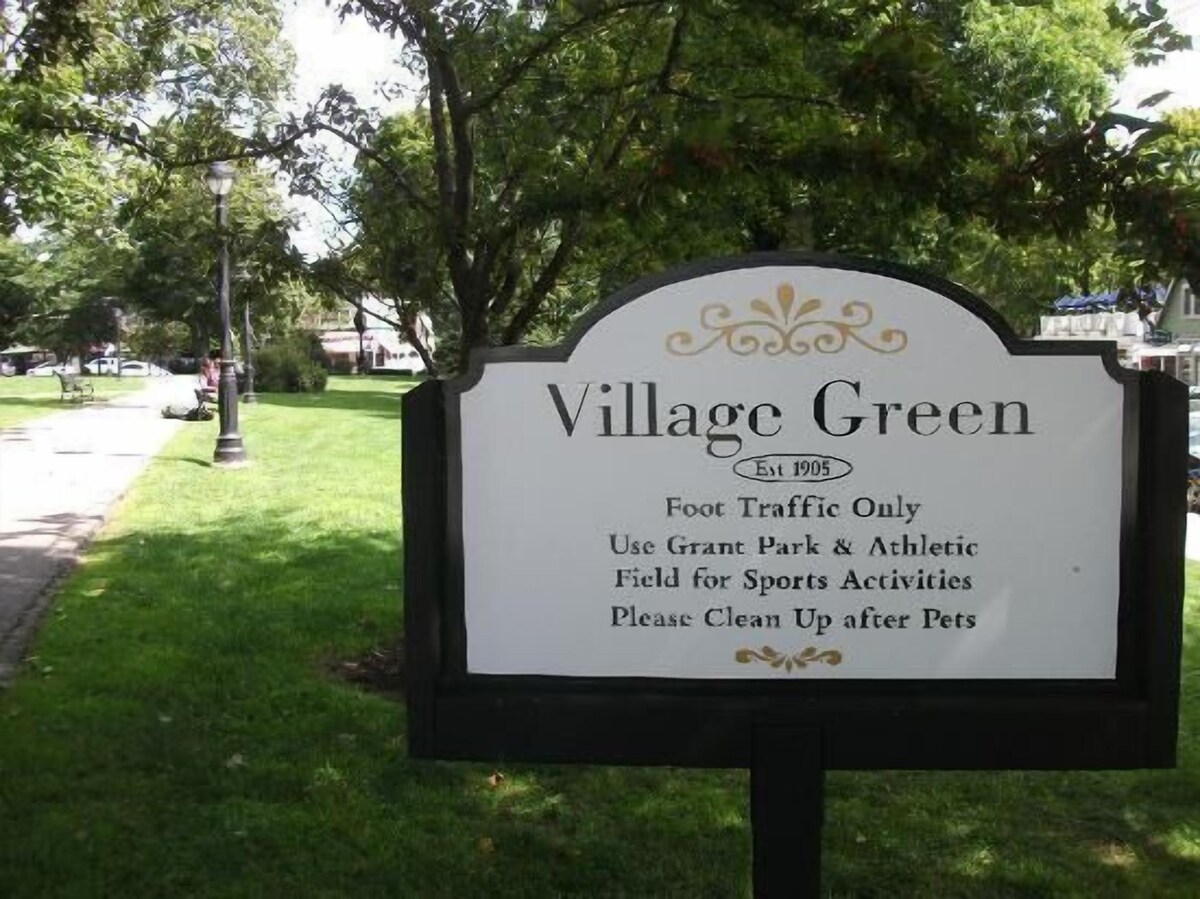 Village Green
Est 1905
Foot Traffic Only
Use Grant Park & Athletic
Field for Sports Activities
Please Clean Up after Pets